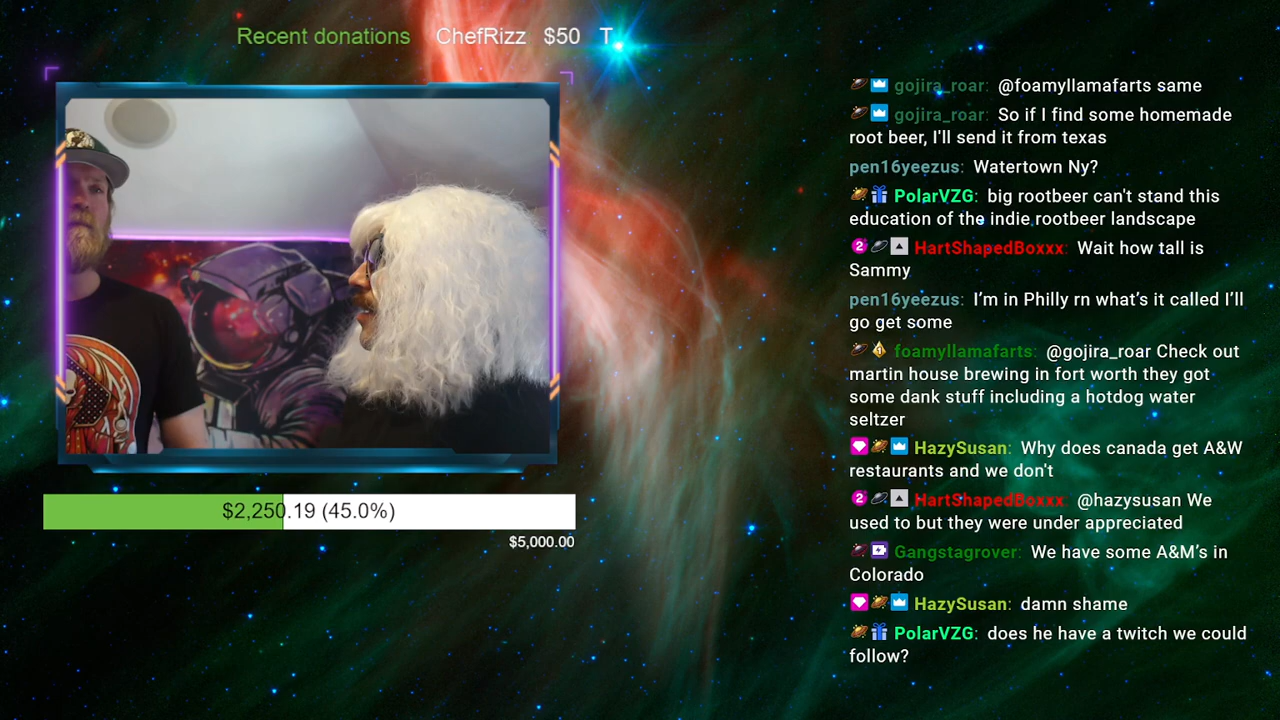 Recent donations ChefRizz $50 T
gojira_roar: @foamyllamafarts same
gojira_roar: So if I find some homemade
root beer, I'll send it from texas
pen16yeezus: Watertown Ny?
PolarVZG: big rootbeer can't stand this
education of the indie rootbeer landscape
2 HartShapedBoxxx: Wait how tall is
Sammy
pen16yeezus: I’m in Philly rn what’s it called I’ll
go get some
foamyllamafarts: @gojira_roar Check out
martin house brewing in fort worth they got
some dank stuff including a hotdog water
seltzer
HazySusan: Why does canada get A&W
restaurants and we don't
2 HartShapedBoxxx: @hazysusan We
used to but they were under appreciated
Gangstagrover: We have some A&M’s in
Colorado
HazySusan: damn shame
PolarVZG: does he have a twitch we could
follow?
$2,250.19 (45.0%)
$5,000.00